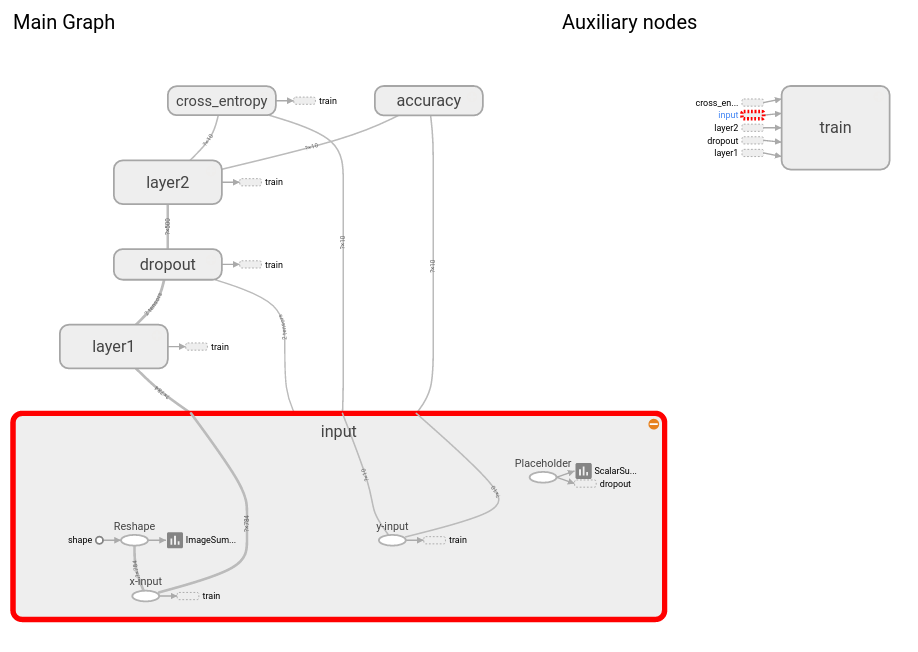 Main Graph
Auxiliary nodes
cross_entropy
train
accuracy
cross_en...
input
layer2
dropout
layer1
train
?×10
?×10
layer2
train
?×500
?×10
?×10
dropout
train
2 tensors
2 tensors
layer1
train
?×784
input
?×10
Placeholder
ScalarSu...
dropout
?×10
Reshape
shape
ImageSum...
?×784
y-input
train
?×784
x-input
train